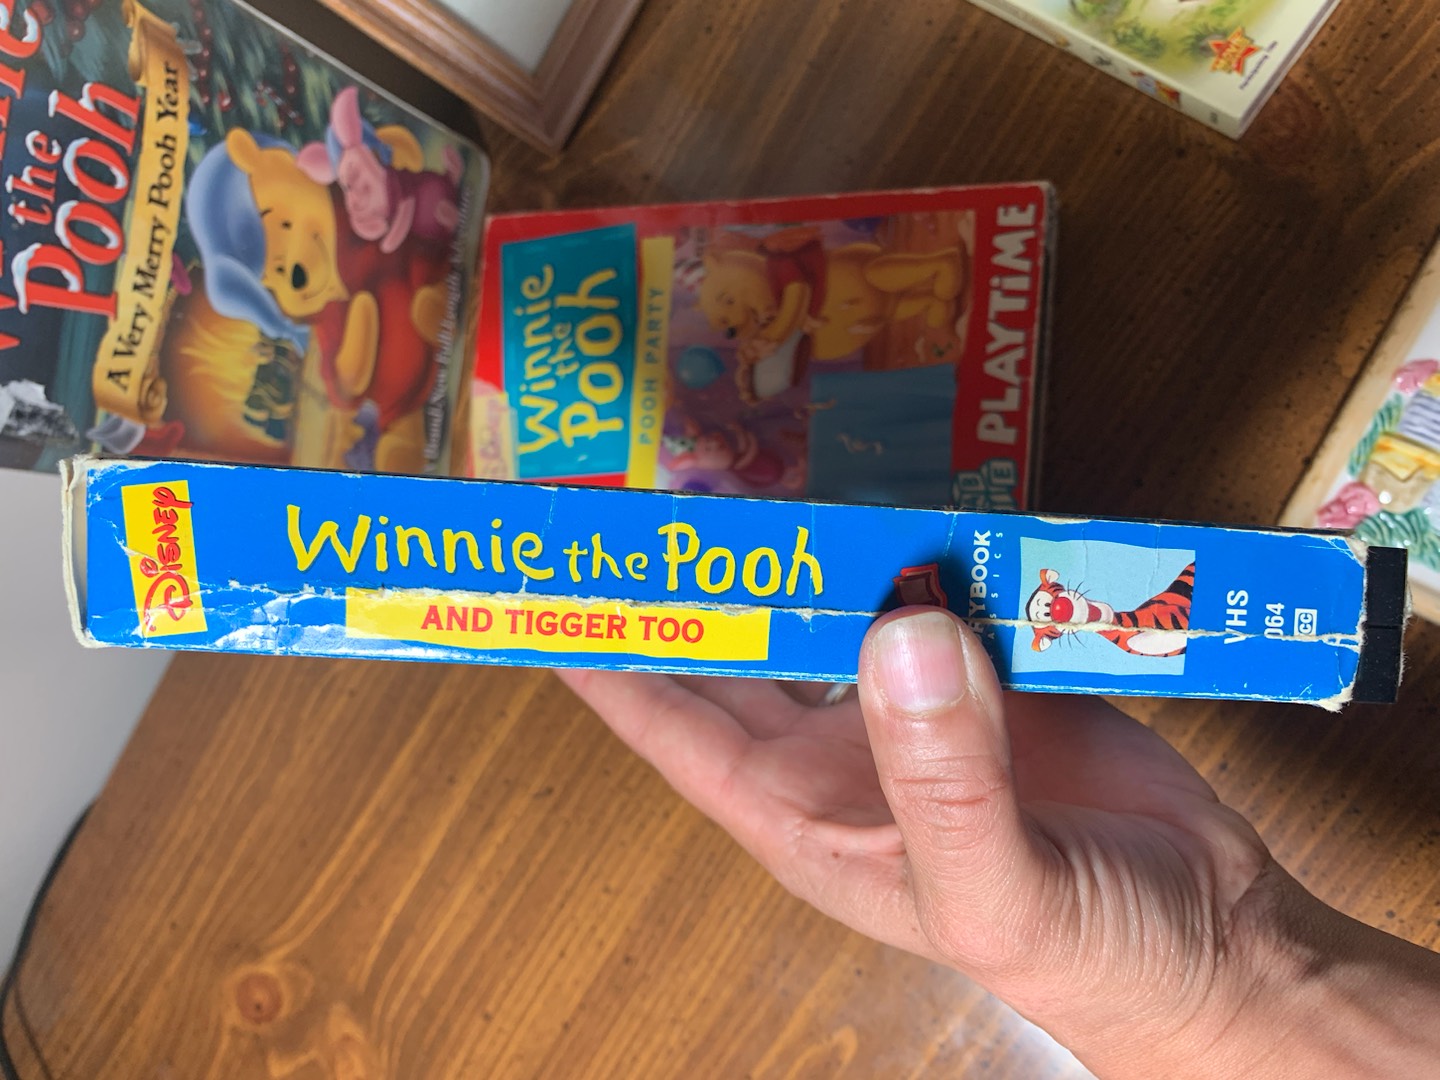 the
Pooh
A Very Merry Pooh Year
Winnie
the
Pooh
POOH PARTY
PLAYTiME
DISNEY
Winnie the Pooh
AND TIGGER TOO
VHS
064
CC